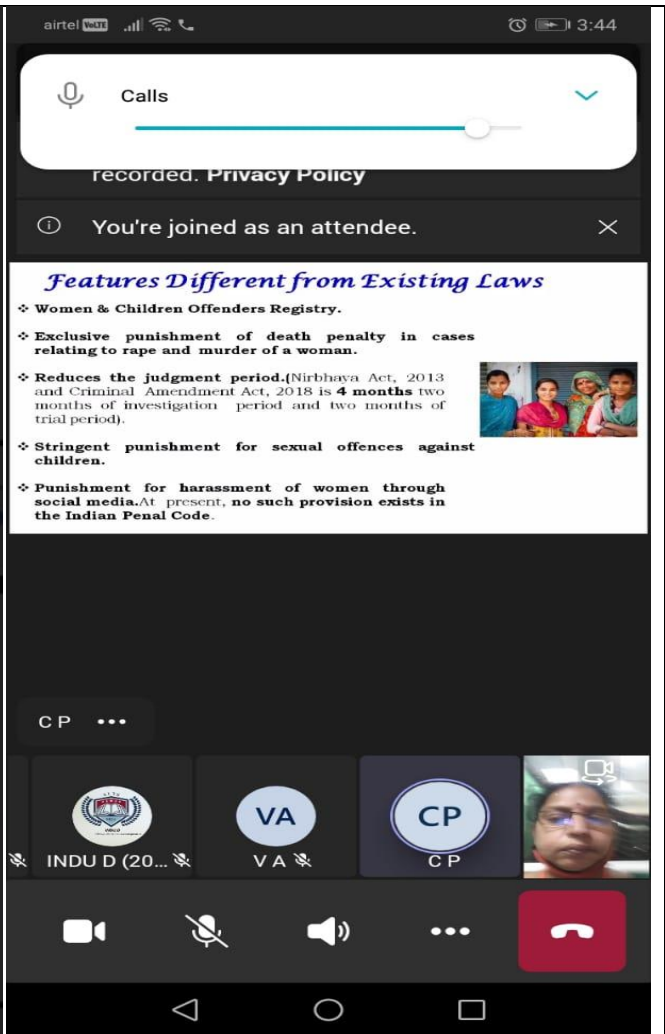 airtel VoLTE 3:44
Calls
recorded. Privacy Policy
You're joined as an attendee.
Features Different from Existing Laws
❖ Women & Children Offenders Registry.
❖ Exclusive punishment of death penalty in cases
relating to rape and murder of a woman.
❖ Reduces the judgment period.(Nirbhaya Act, 2013
and Criminal Amendment Act, 2018 is 4 months two
months of investigation period and two months of
trial period).
❖ Stringent punishment for sexual offences against
children.
❖ Punishment for harassment of women through
social media.At present, no such provision exists in
the Indian Penal Code.
C P •••
VA
CP
INDU D (20...
V A
C P